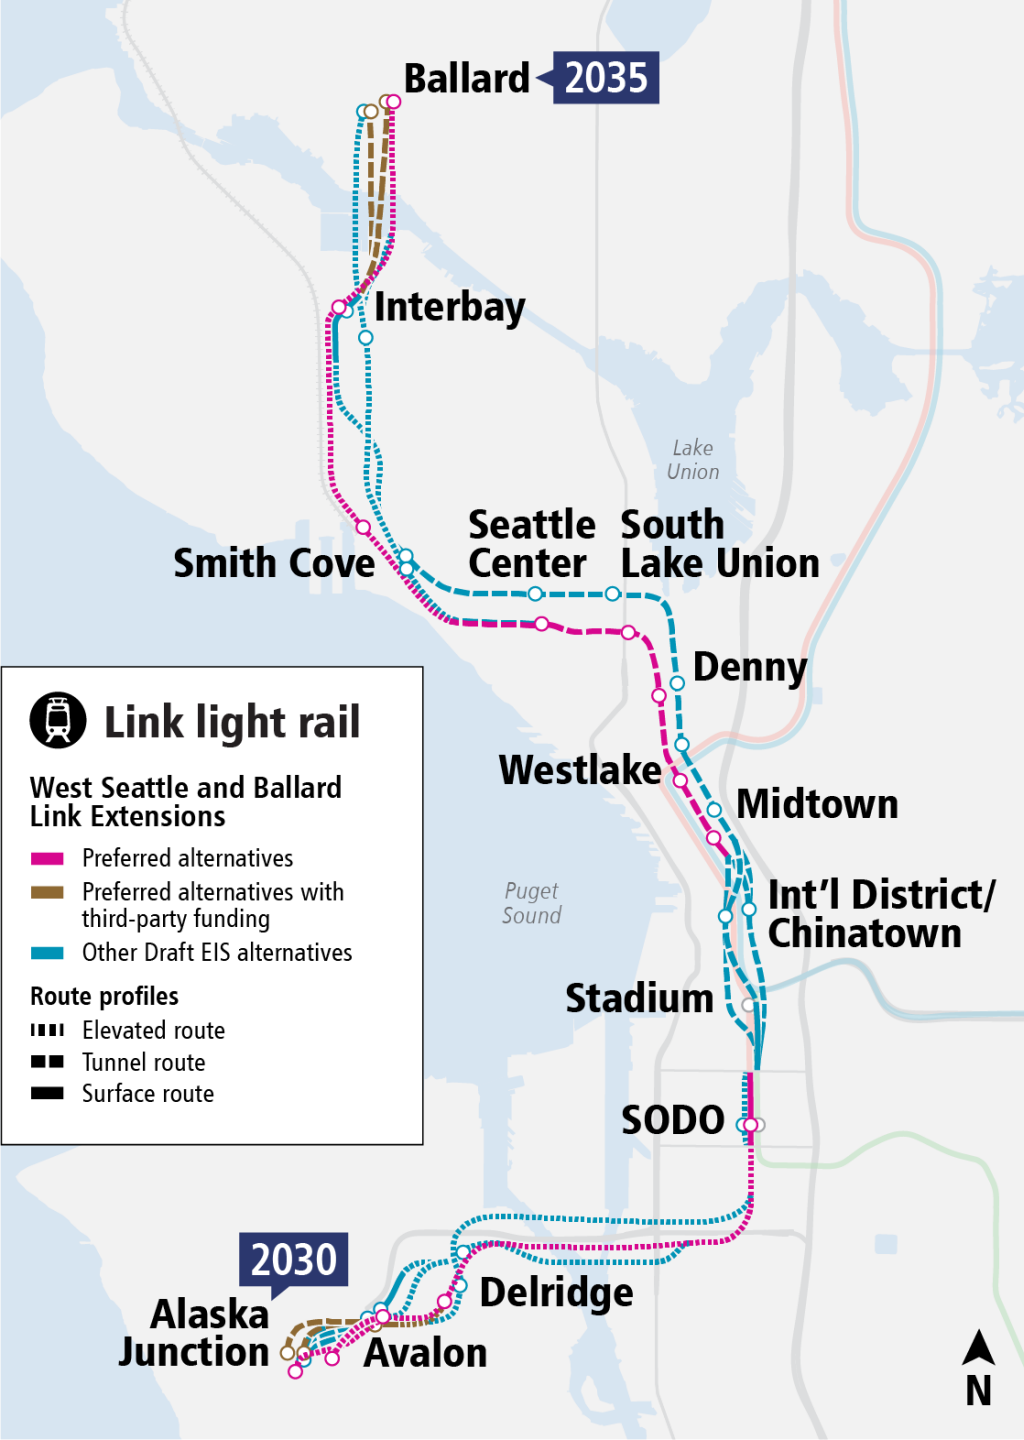 Ballard
2035
Interbay
Lake
Union
Seattle
Center
South
Lake Union
Smith Cove
Denny
Westlake
Midtown
Link light rail
West Seattle and Ballard
Link Extensions
Preferred alternatives
Preferred alternatives with
third-party funding
Other Draft EIS alternatives
Route profiles
Elevated route
Tunnel route
Surface route
Puget
Sound
Int’l District/
Chinatown
Stadium
SODO
2030
Alaska
Junction
Delridge
Avalon
N